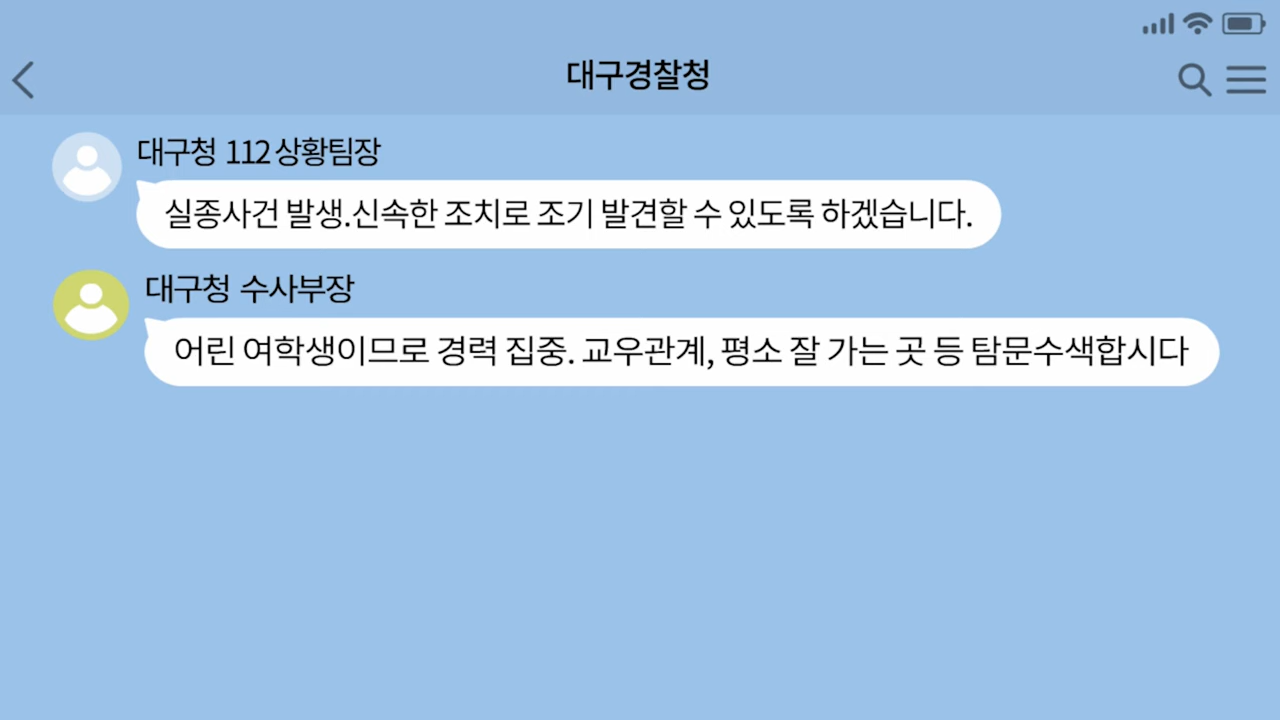 대구경찰청
대구청 112상황팀장
실종사건 발생.신속한 조치로 조기 발견할 수 있도록 하겠습니다.
대구청 수사부장
어린 여학생이므로 경력 집중. 교우관계, 평소 잘 가는 곳 등 탐문수색합시다